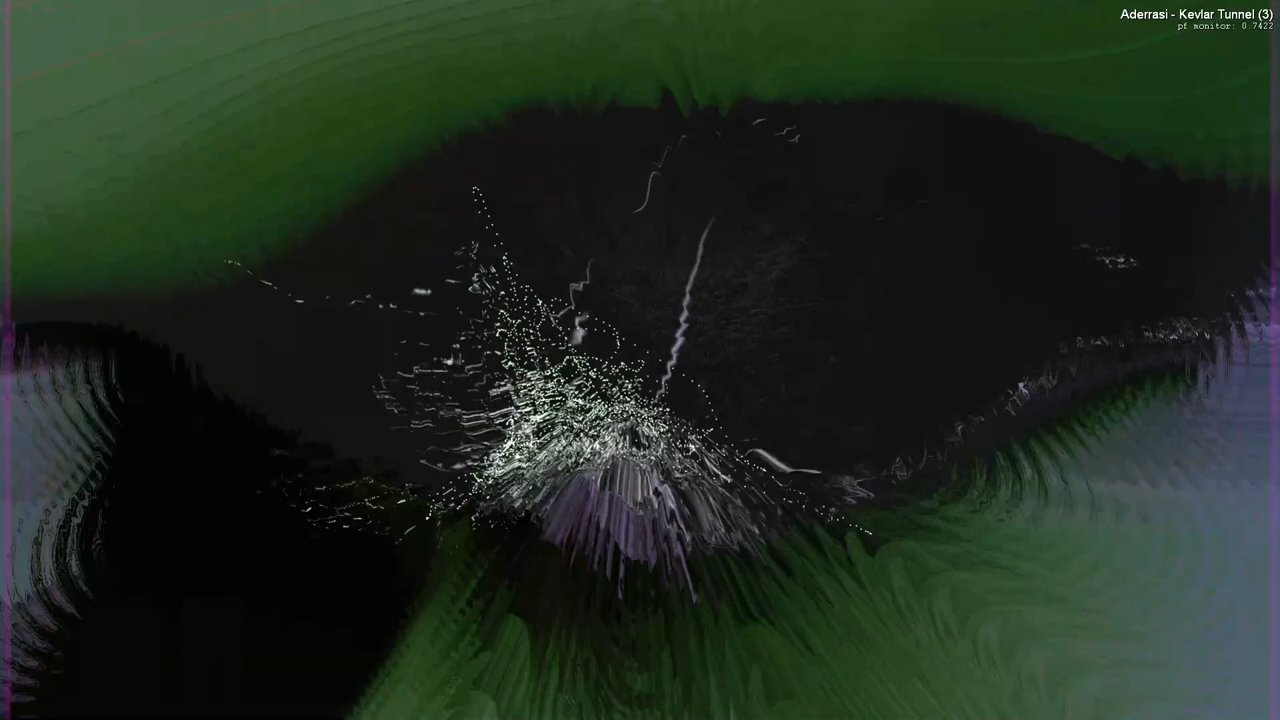 Aderrasi - Kevlar Tunnel (3)
pf monitor: 0.7422